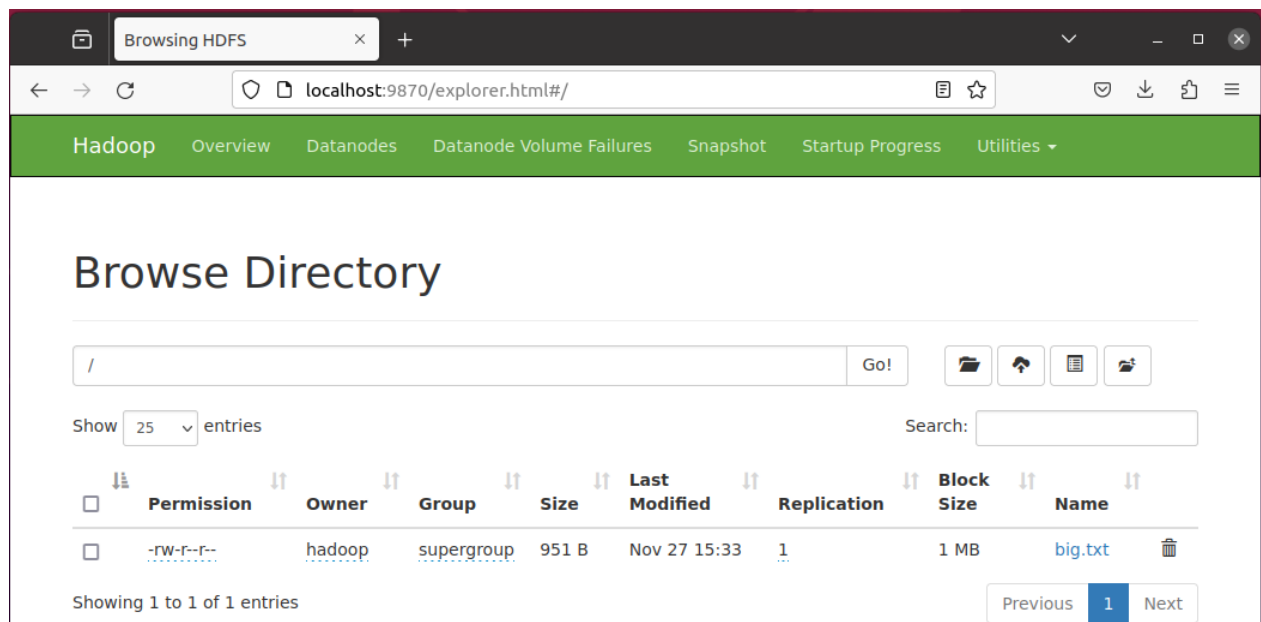 Browsing HDFS
localhost:9870/explorer.html#/
Hadoop Overview Datanodes Datanode Volume Failures Snapshot Startup Progress Utilities
Browse Directory
/ Go!
Show 25 entries Search:
Permission Owner Group Size Last Modified Replication Block Size Name
-rw-r--r-- hadoop supergroup 951 B Nov 27 15:33 1 1 MB big.txt
Showing 1 to 1 of 1 entries Previous 1 Next